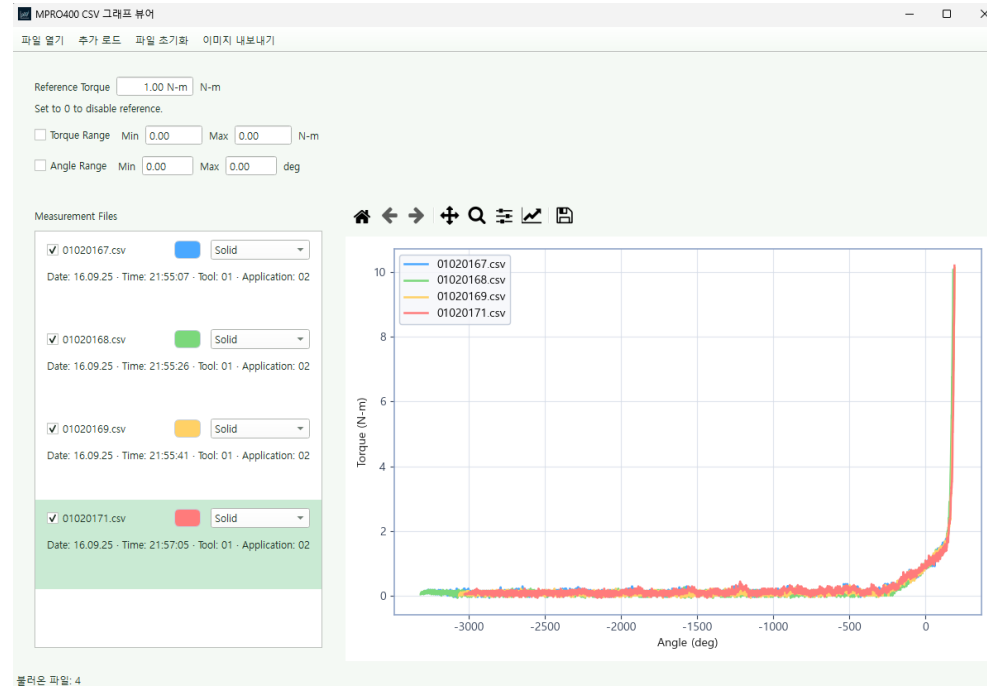 MPRO400 CSV 그래프 뷰어
파일 열기 추가 로드 파일 초기화 이미지 내보내기
Reference Torque 1.00 N-m N-m
Set to 0 to disable reference.
Torque Range Min 0.00 Max 0.00 N-m
Angle Range Min 0.00 Max 0.00 deg
Measurement Files
01020167.csv Solid
Date: 16.09.25 · Time: 21:55:07 · Tool: 01 · Application: 02
01020168.csv Solid
Date: 16.09.25 · Time: 21:55:26 · Tool: 01 · Application: 02
01020169.csv Solid
Date: 16.09.25 · Time: 21:55:41 · Tool: 01 · Application: 02
01020171.csv Solid
Date: 16.09.25 · Time: 21:57:05 · Tool: 01 · Application: 02
01020167.csv
01020168.csv
01020169.csv
01020171.csv
10
8
6
4
2
0
Torque (N-m)
-3000 -2500 -2000 -1500 -1000 -500 0
Angle (deg)
불러온 파일: 4